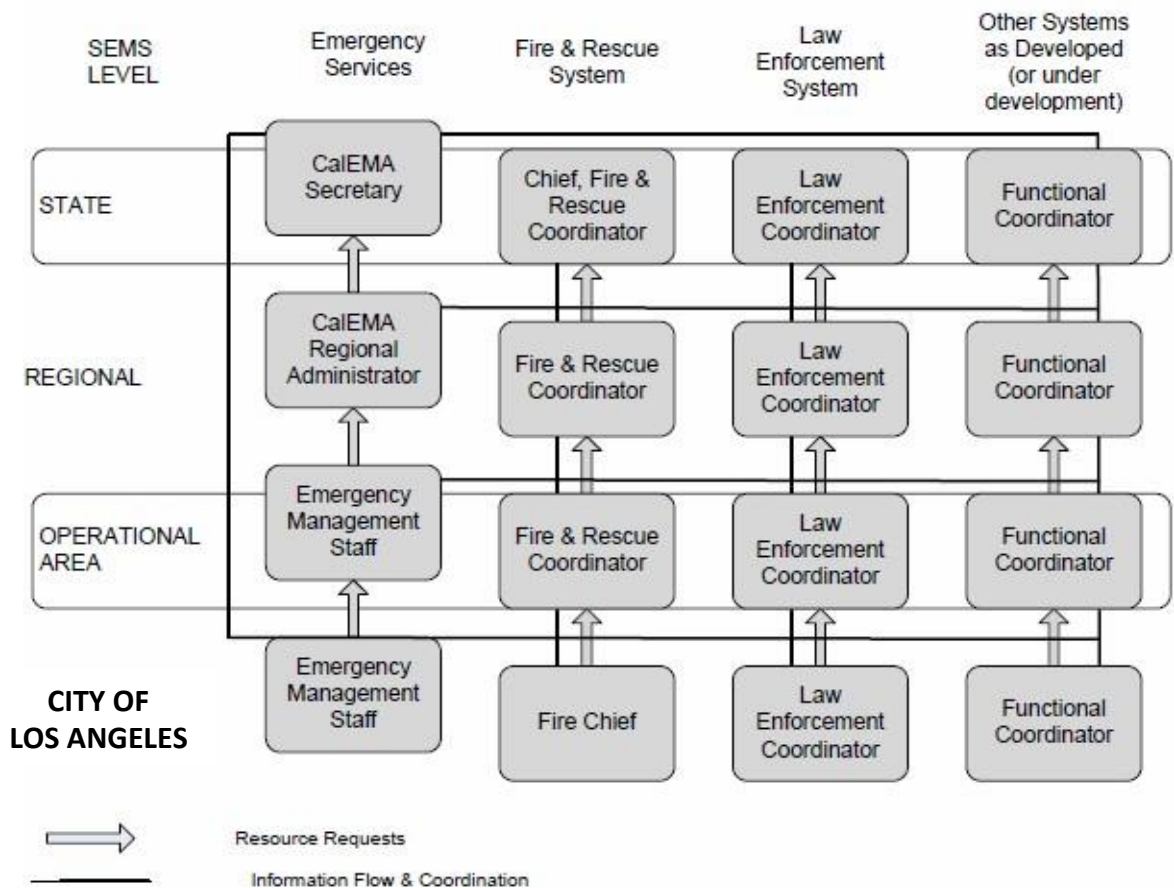 SEMS
LEVEL
Emergency
Services
Fire & Rescue
System
Law
Enforcement
System
Other Systems
as Developed
(or under
development)
STATE
CalEMA
Secretary
Chief, Fire &
Rescue
Coordinator
Law
Enforcement
Coordinator
Functional
Coordinator
REGIONAL
CalEMA
Regional
Administrator
Fire & Rescue
Coordinator
Law
Enforcement
Coordinator
Functional
Coordinator
OPERATIONAL
AREA
Emergency
Management
Staff
Fire & Rescue
Coordinator
Law
Enforcement
Coordinator
Functional
Coordinator
CITY OF
LOS ANGELES
Emergency
Management
Staff
Fire Chief
Law
Enforcement
Coordinator
Functional
Coordinator
Resource Requests
Information Flow & Coordination